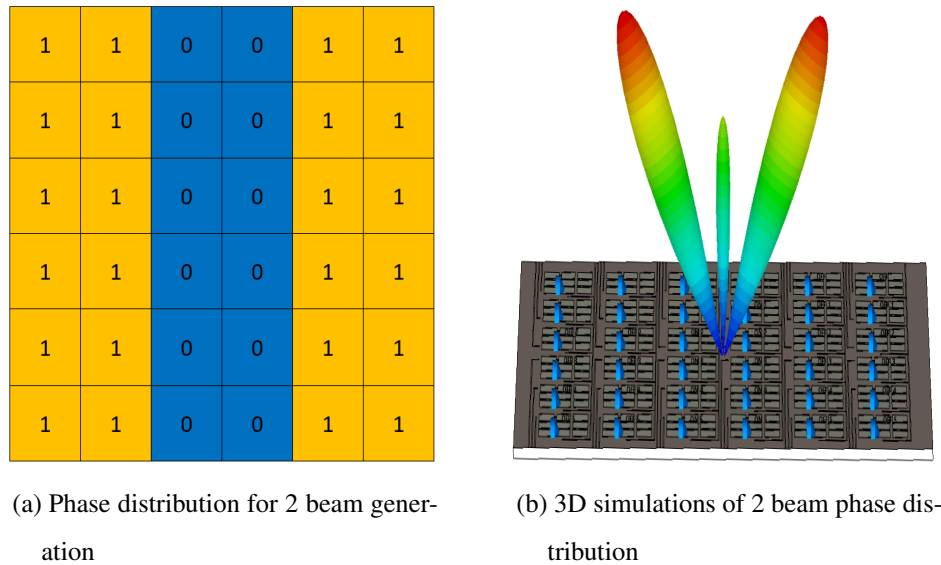 1 1 0 0 1 1
1 1 0 0 1 1
1 1 0 0 1 1
1 1 0 0 1 1
1 1 0 0 1 1
1 1 0 0 1 1
(a) Phase distribution for 2 beam gener-
ation
(b) 3D simulations of 2 beam phase dis-
tribution